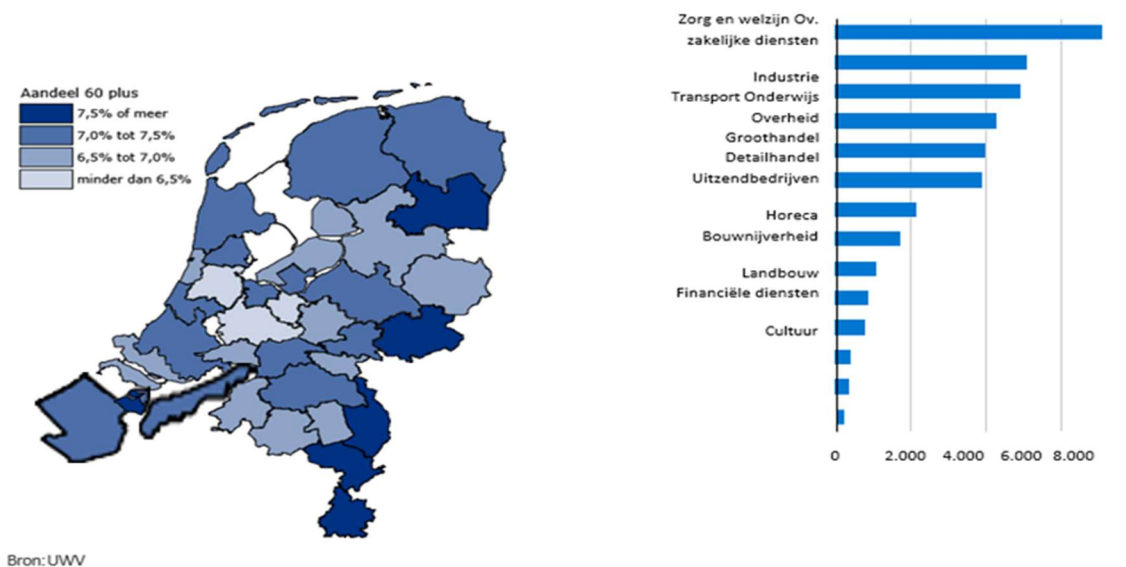 Aandeel 60 plus
7,5% of meer
7,0% tot 7,5%
6,5% tot 7,0%
minder dan 6,5%
Bron: UWV
Zorg en welzijn Ov.
zakelijke diensten
Industrie
Transport Onderwijs
Overheid
Groothandel
Detailhandel
Uitzendbedrijven
Horeca
Bouwnijverheid
Landbouw
Financiële diensten
Cultuur
0 2.000 4.000 6.000 8.000